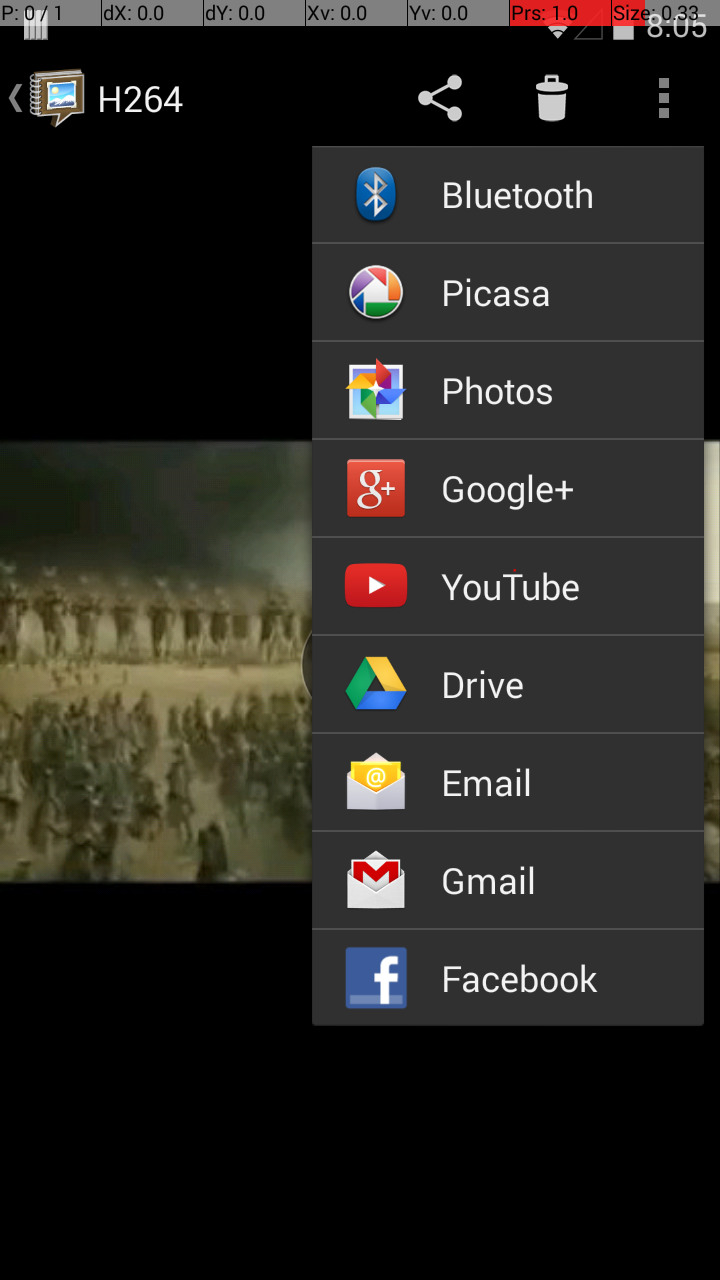 P: 0 / 1 dX: 0.0 dY: 0.0 Xv: 0.0 Yv: 0.0 Prs: 1.0 Size: 0.33
8:05
H264
Bluetooth
Picasa
Photos
g+ Google+
YouTube
Drive
@ Email
Gmail
f Facebook